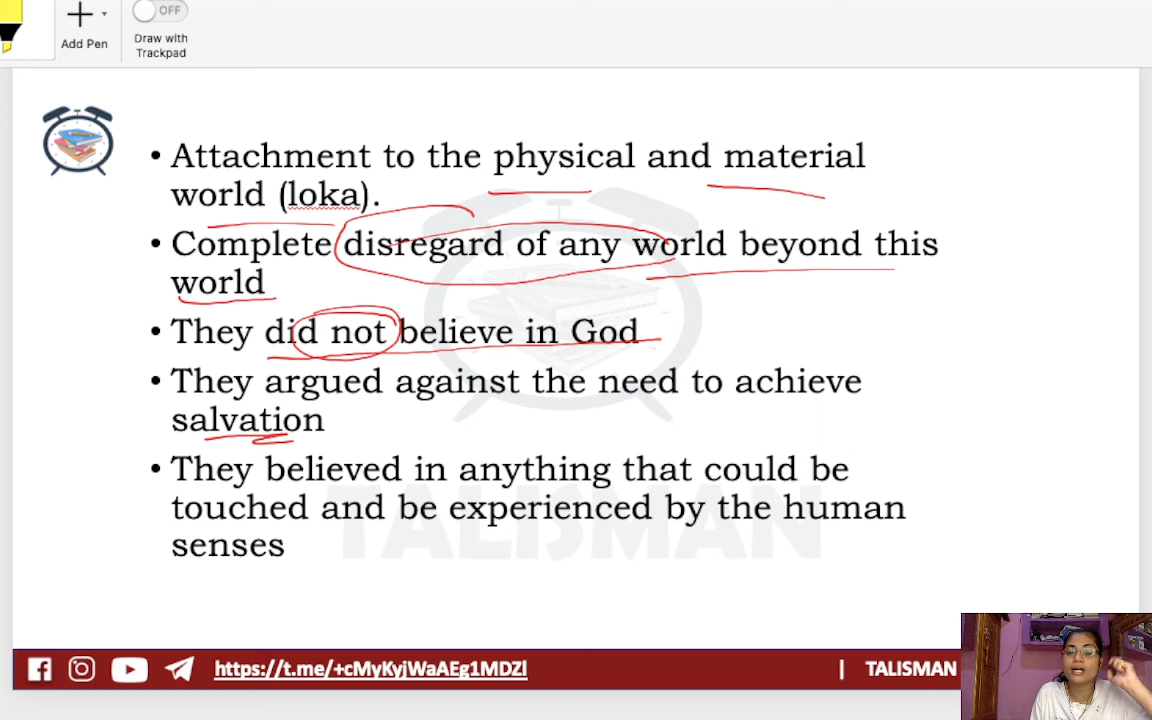 OFF
Add Pen
Draw with
Trackpad
• Attachment to the physical and material
world (loka).
• Complete disregard of any world beyond this
world
• They did not believe in God
• They argued against the need to achieve
salvation
• They believed in anything that could be
touched and be experienced by the human
senses
TALISMAN
https://t.me/+cMyKyjWaAEg1MDZl
| TALISMAN